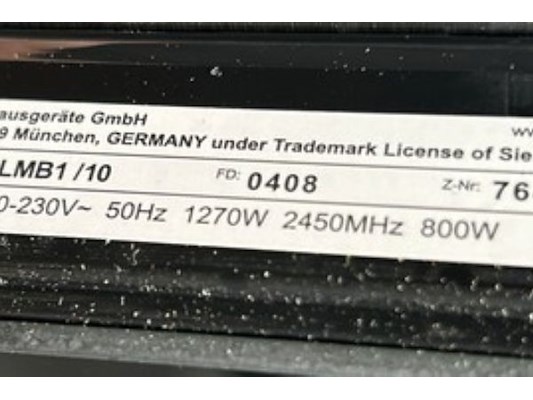 ausgeräte GmbH
9 München, GERMANY under Trademark License of Sie
LMB1 /10 FD: 0408 Z-Nr: 76
0-230V~ 50Hz 1270W 2450MHz 800W